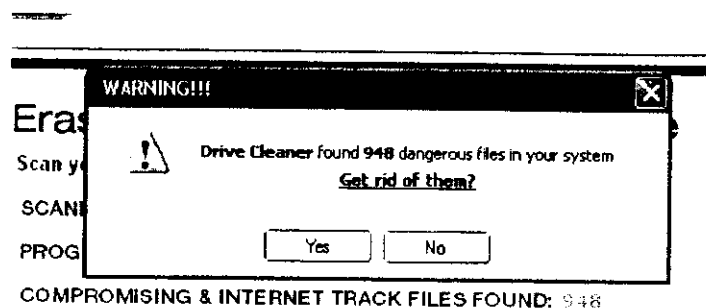 WARNING!!!
Eras
Drive Cleaner found 948 dangerous files in your system
Scan yo
Get rid of them?
SCAN
PROG
Yes
No
COMPROMISING & INTERNET TRACK FILES FOUND: 948